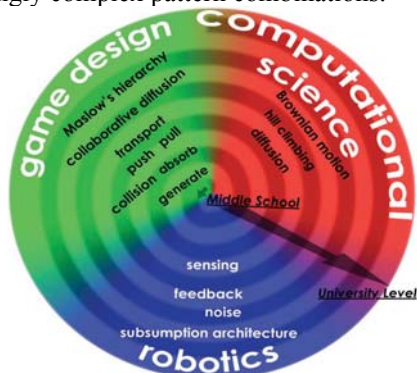 ngly complex pattern combinations.
game design
computational
science
Maslow's hierarchy
collaborative diffusion
transport
push pull
collision absorb
generate
Brownian motion
hill climbing
diffusion
Middle School
University Level
sensing
feedback
noise
subsumption architecture
robotics